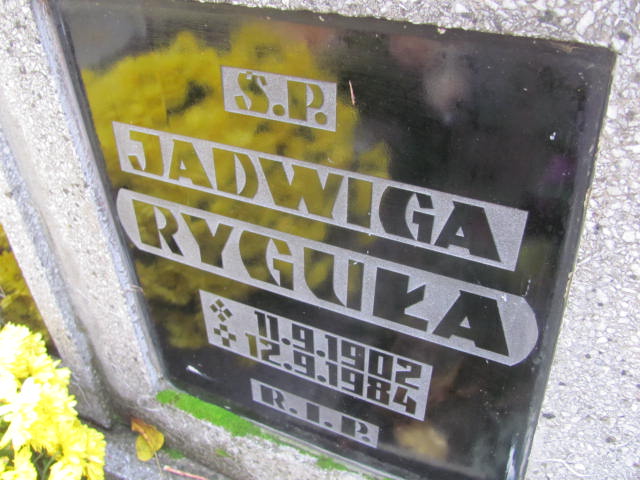 Ś.P.
JADWIGA
RYGUŁA
11.9.1902
12.9.1984
R.I.P.